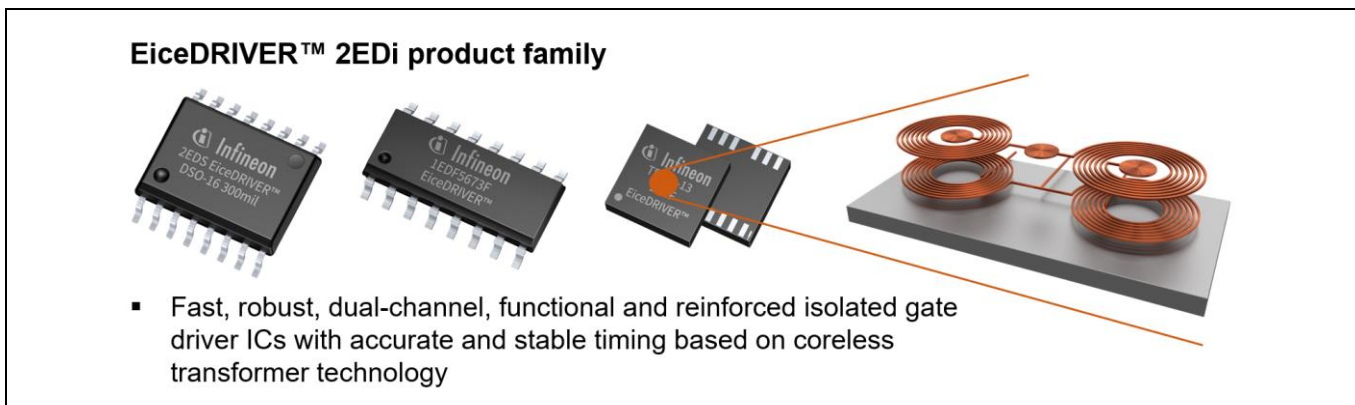 EiceDRIVER™ 2EDi product family
Infineon
2EDS EiceDRIVER™
DSO-16 300mil
Infineon
1EDF5673F
EiceDRIVER™
Infineon
EiceDRIVER™
▪ Fast, robust, dual-channel, functional and reinforced isolated gate
driver ICs with accurate and stable timing based on coreless
transformer technology